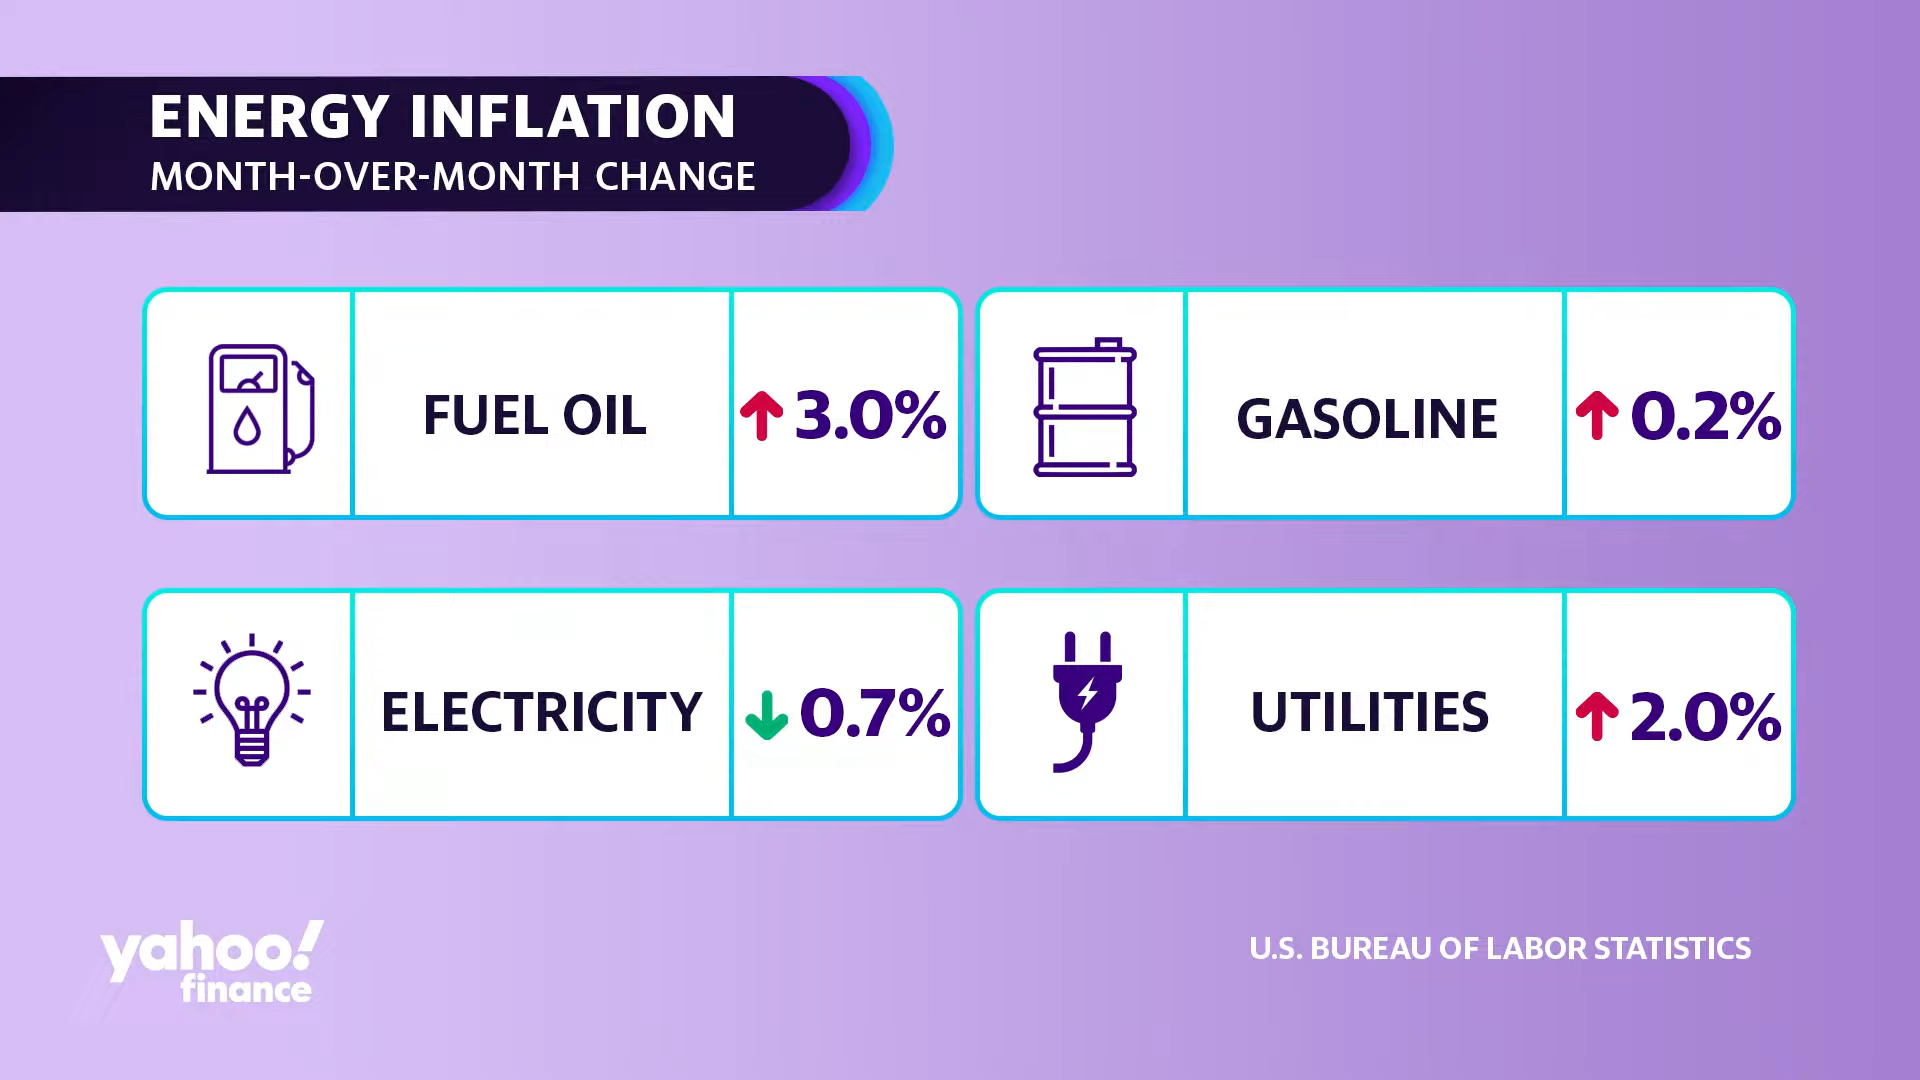 ENERGY INFLATION
MONTH-OVER-MONTH CHANGE
FUEL OIL
3.0%
GASOLINE
0.2%
ELECTRICITY
0.7%
UTILITIES
2.0%
yahoo!
finance
U.S. BUREAU OF LABOR STATISTICS